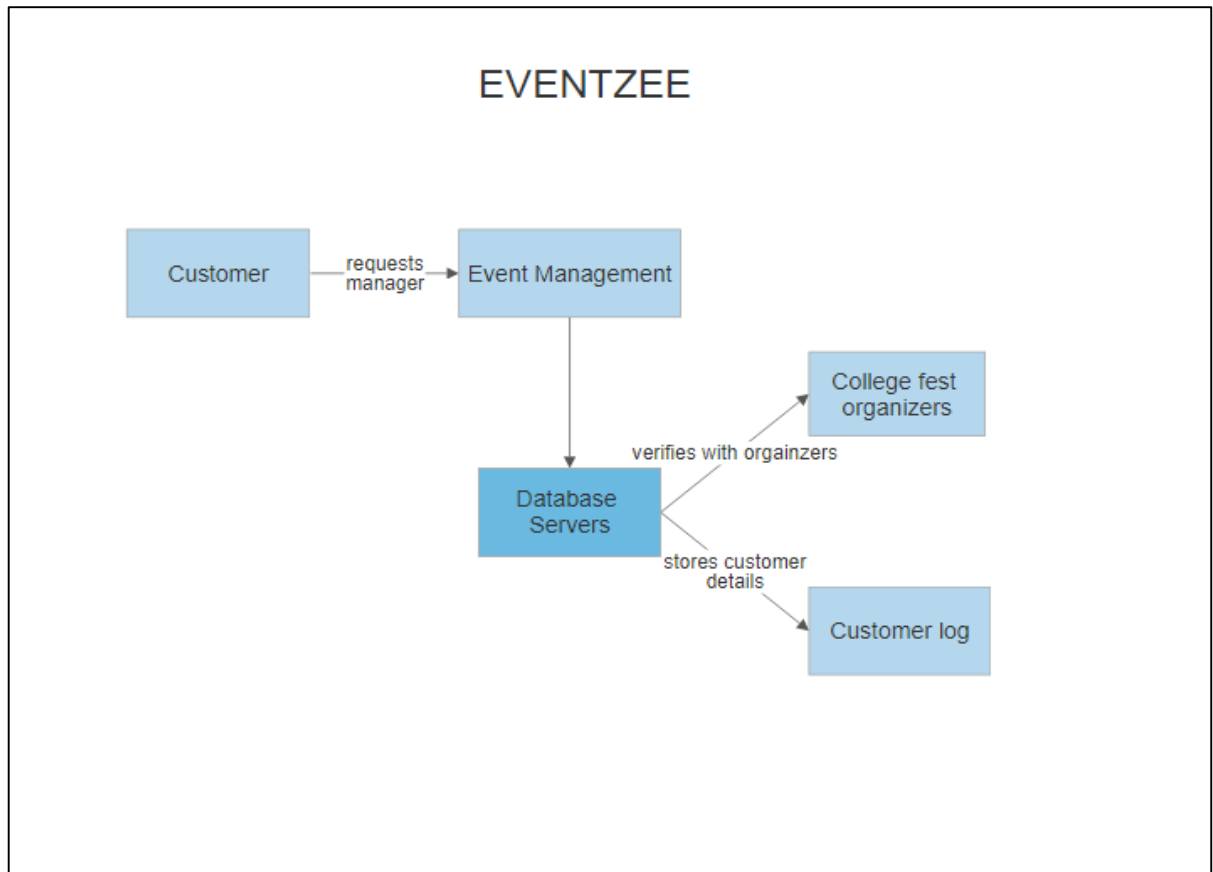 EVENTZEE
Customer
requests
manager
Event Management
College fest
organizers
verifies with orgainzers
Database
Servers
stores customer
details
Customer log